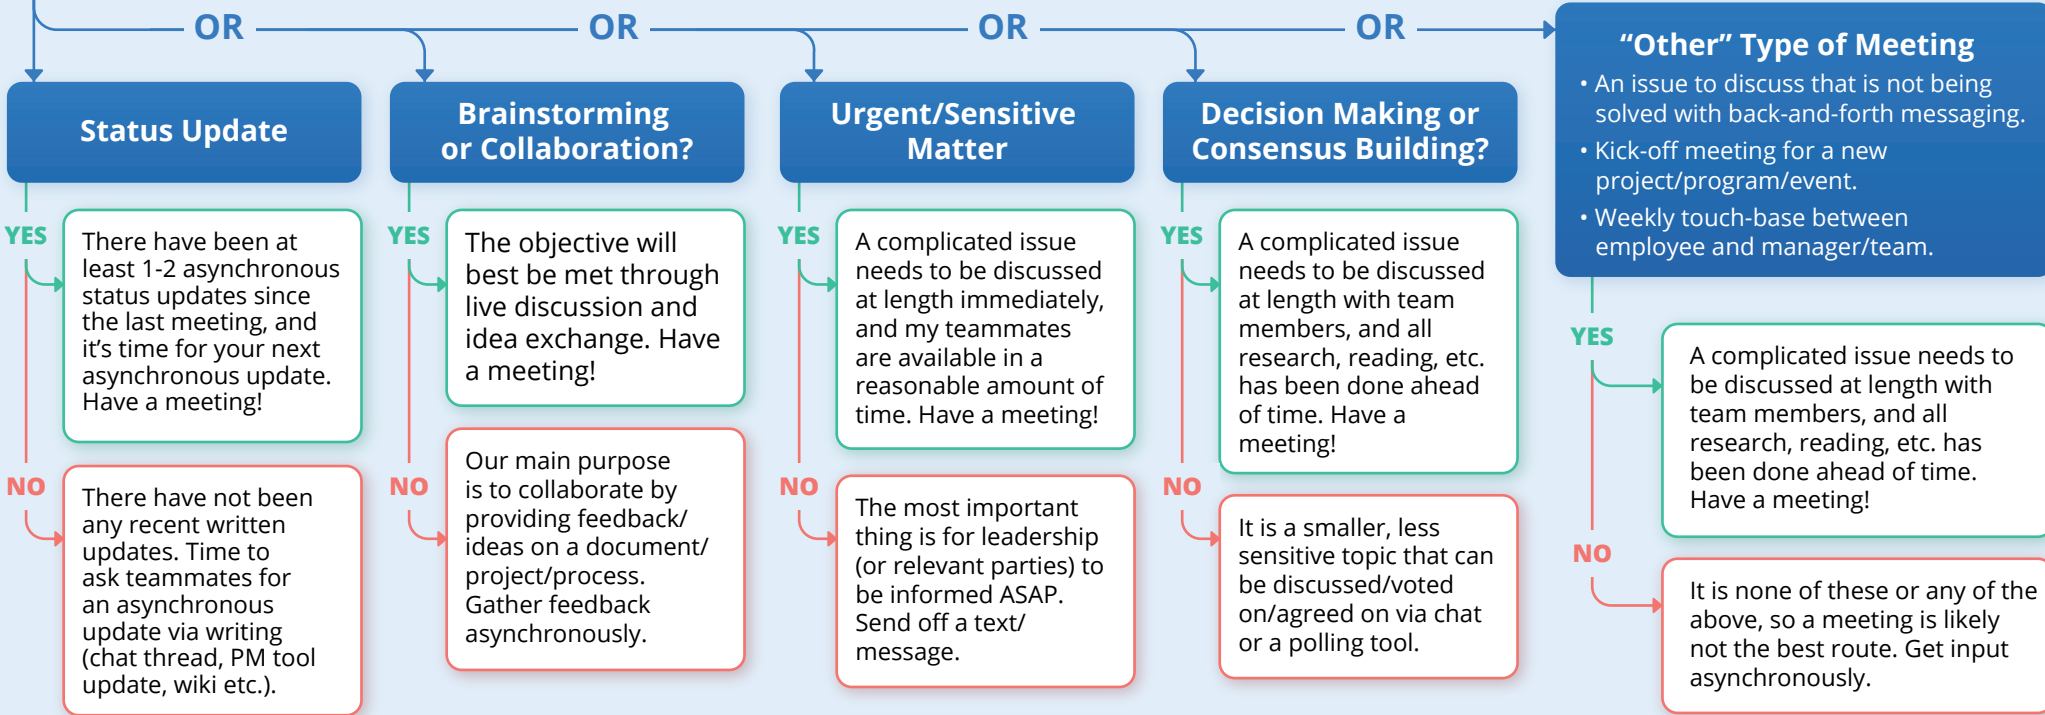 OR
OR
OR
OR
Status Update
YES
There have been at
least 1-2 asynchronous
status updates since
the last meeting, and
it’s time for your next
asynchronous update.
Have a meeting!
NO
There have not been
any recent written
updates. Time to
ask teammates for
an asynchronous
update via writing
(chat thread, PM tool
update, wiki etc.).
Brainstorming
or Collaboration?
YES
The objective will
best be met through
live discussion and
idea exchange. Have
a meeting!
NO
Our main purpose
is to collaborate by
providing feedback/
ideas on a document/
project/process.
Gather feedback
asynchronously.
Urgent/Sensitive
Matter
YES
A complicated issue
needs to be discussed
at length immediately,
and my teammates
are available in a
reasonable amount of
time. Have a meeting!
NO
The most important
thing is for leadership
(or relevant parties) to
be informed ASAP.
Send off a text/
message.
Decision Making or
Consensus Building?
YES
A complicated issue
needs to be discussed
at length with team
members, and all
research, reading, etc.
has been done ahead
of time. Have a
meeting!
NO
It is a smaller, less
sensitive topic that can
be discussed/voted
on/agreed on via chat
or a polling tool.
“Other” Type of Meeting
• An issue to discuss that is not being
solved with back-and-forth messaging.
• Kick-off meeting for a new
project/program/event.
• Weekly touch-base between
employee and manager/team.
YES
A complicated issue needs to
be discussed at length with
team members, and all
research, reading, etc. has
been done ahead of time.
Have a meeting!
NO
It is none of these or any of the
above, so a meeting is likely
not the best route. Get input
asynchronously.